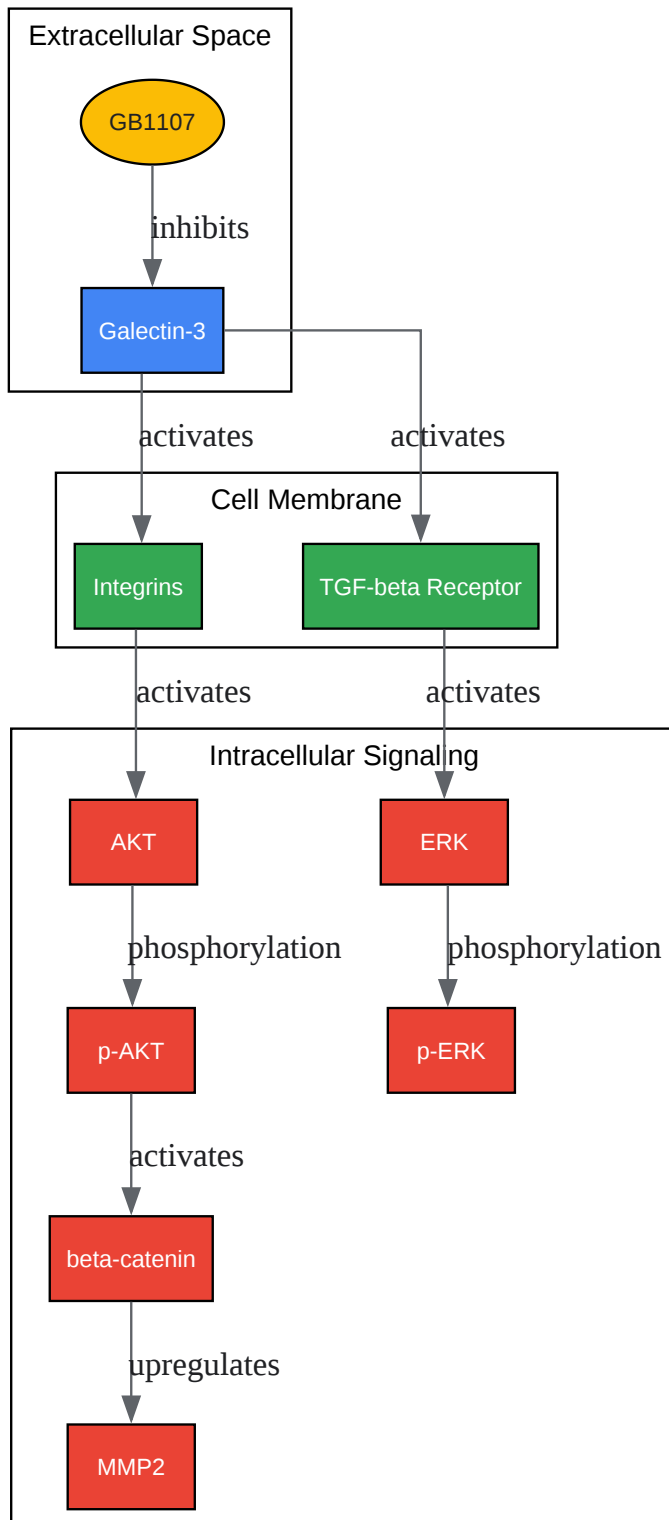 Extracellular Space
GB1107
inhibits
Galectin-3
activates
activates
Cell Membrane
Integrins
TGF-beta Receptor
activates
activates
Intracellular Signaling
AKT
ERK
phosphorylation
phosphorylation
p-AKT
p-ERK
activates
beta-catenin
upregulates
MMP2